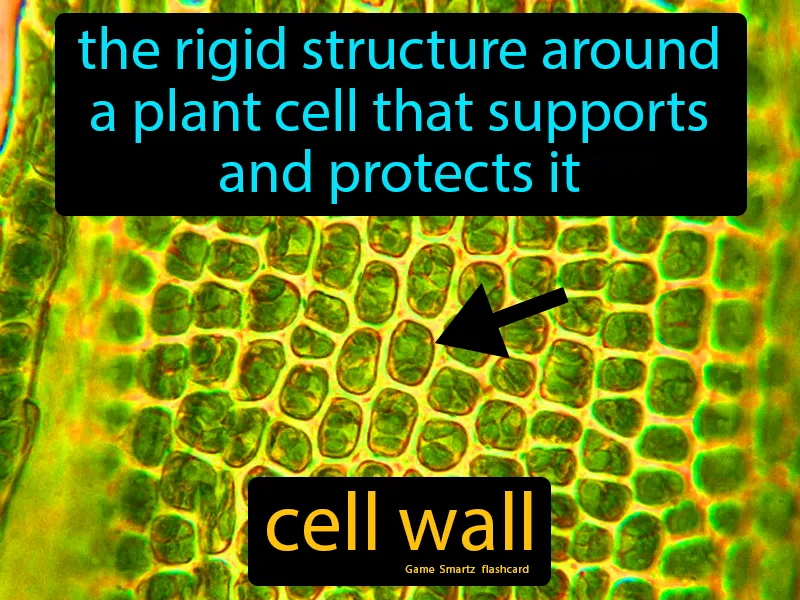 the rigid structure around
a plant cell that supports
and protects it
cell wall
Game Smartz flashcard